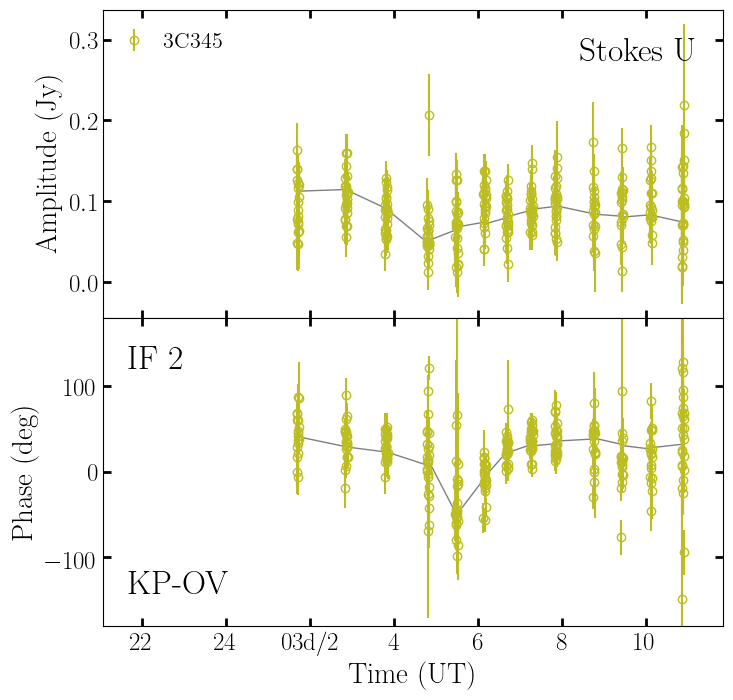 3C345
Stokes U
0.3
0.2
0.1
0.0
Amplitude (Jy)
IF 2
100
0
−100
Phase (deg)
KP-OV
22 24 03d/2 4 6 8 10
Time (UT)